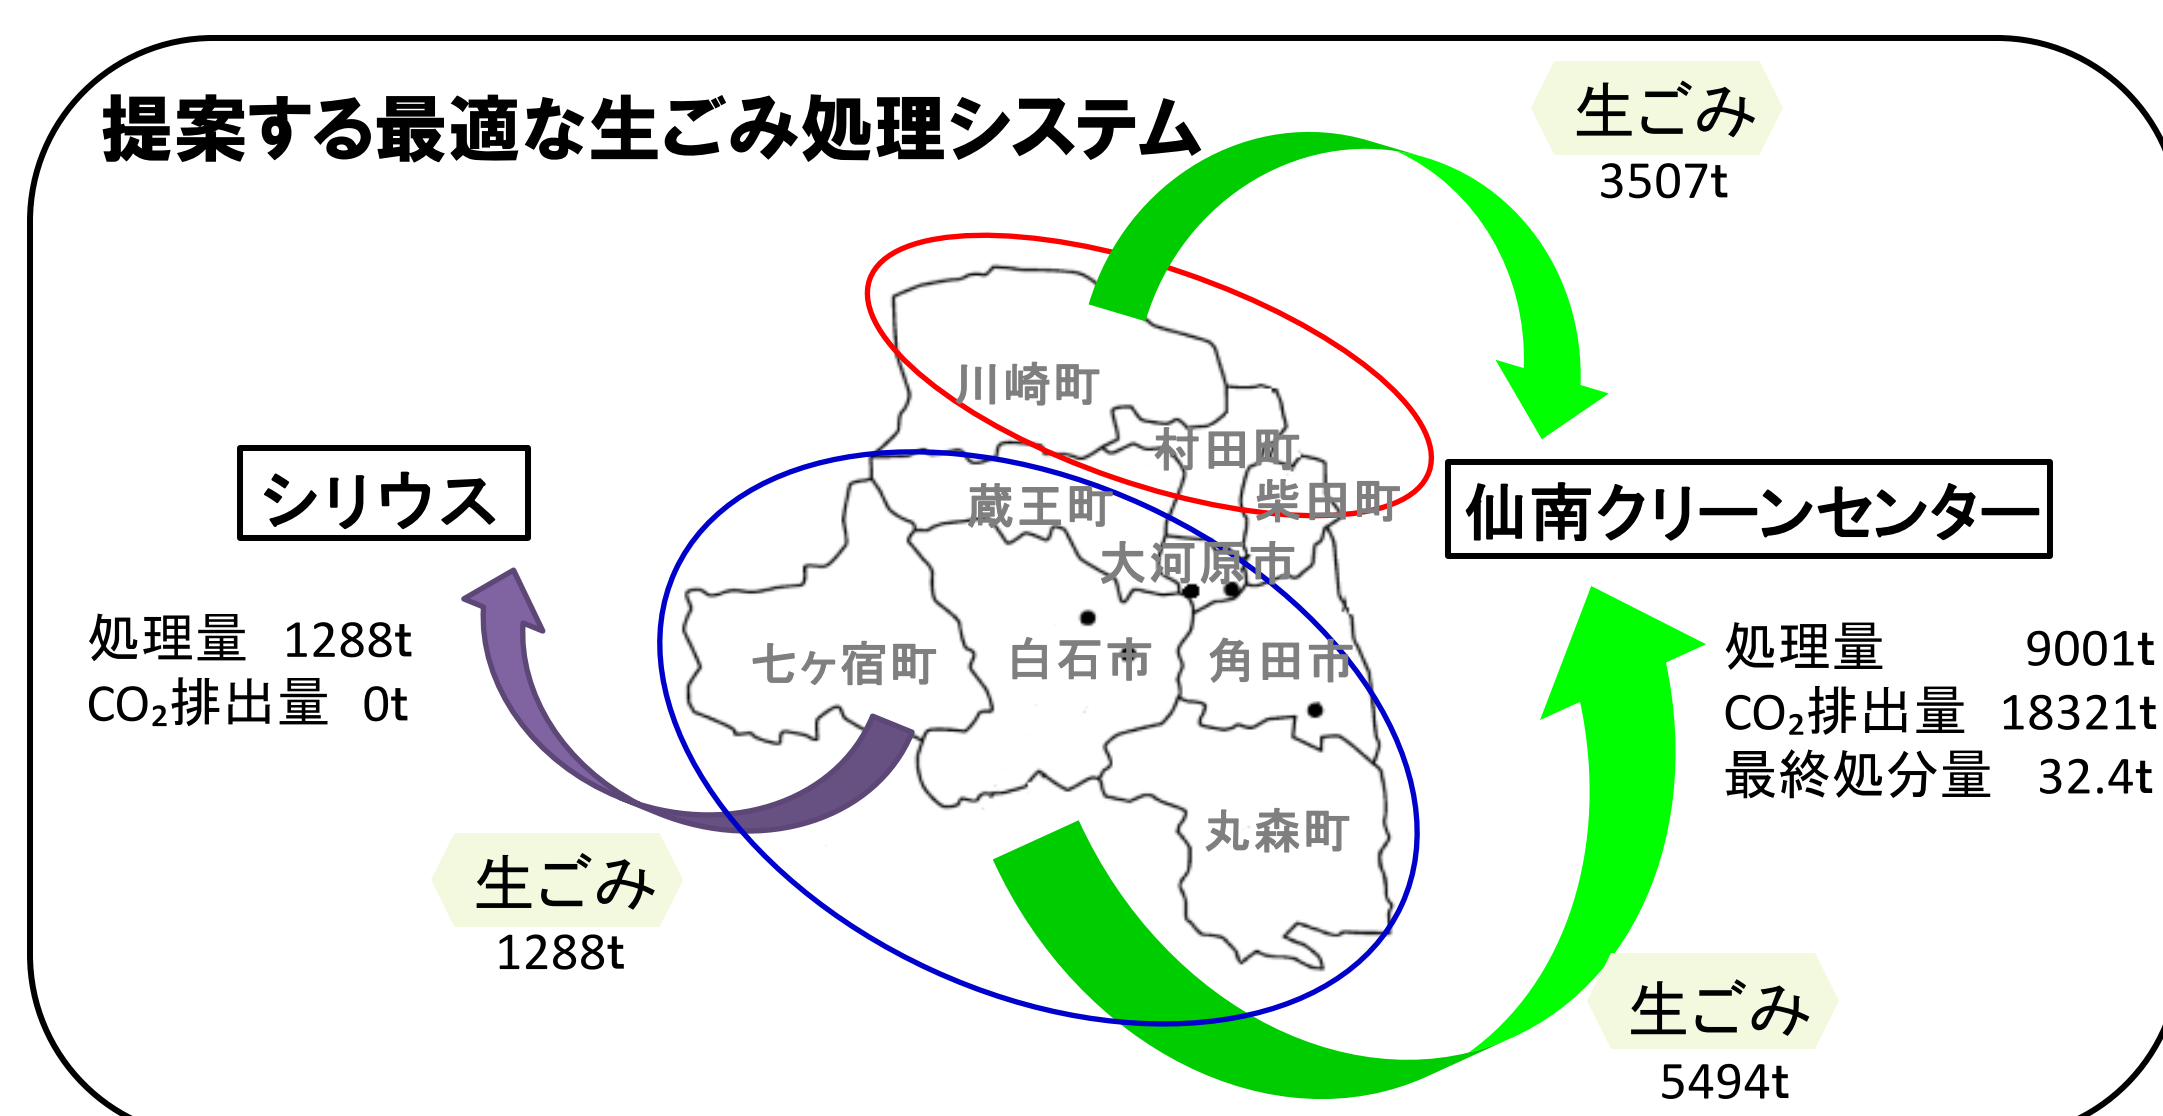 提案する最適な生ごみ処理システム
生ごみ
3507t
川崎町
村田町
柴田町
蔵王町
大河原市
七ヶ宿町
白石市
角田市
丸森町
シリウス
処理量 1288t
CO₂排出量 0t
生ごみ
1288t
仙南クリーンセンター
処理量 9001t
CO₂排出量 18321t
最終処分量 32.4t
生ごみ
5494t